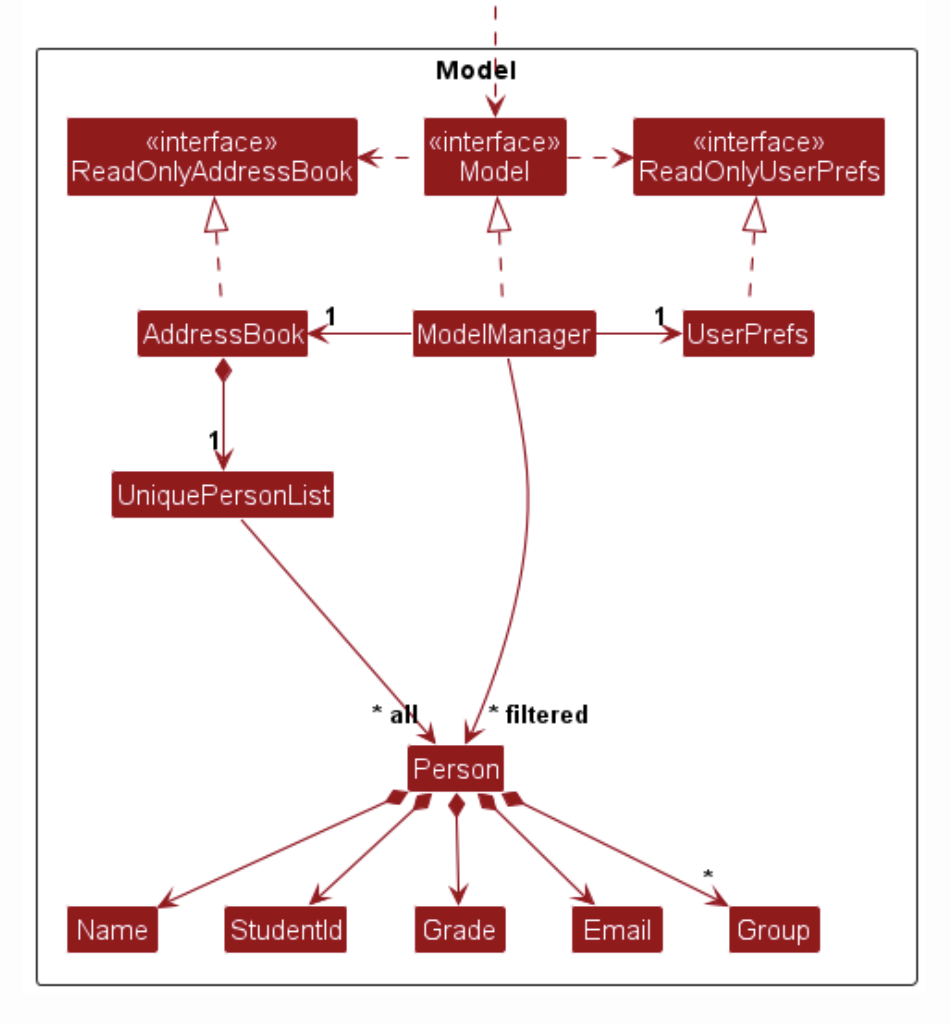 Model
«interface»
ReadOnlyAddressBook
«interface»
Model
«interface»
ReadOnlyUserPrefs
AddressBook
1
ModelManager
1
UserPrefs
1
UniquePersonList
* all
* filtered
Person
*
Name
StudentId
Grade
Email
Group